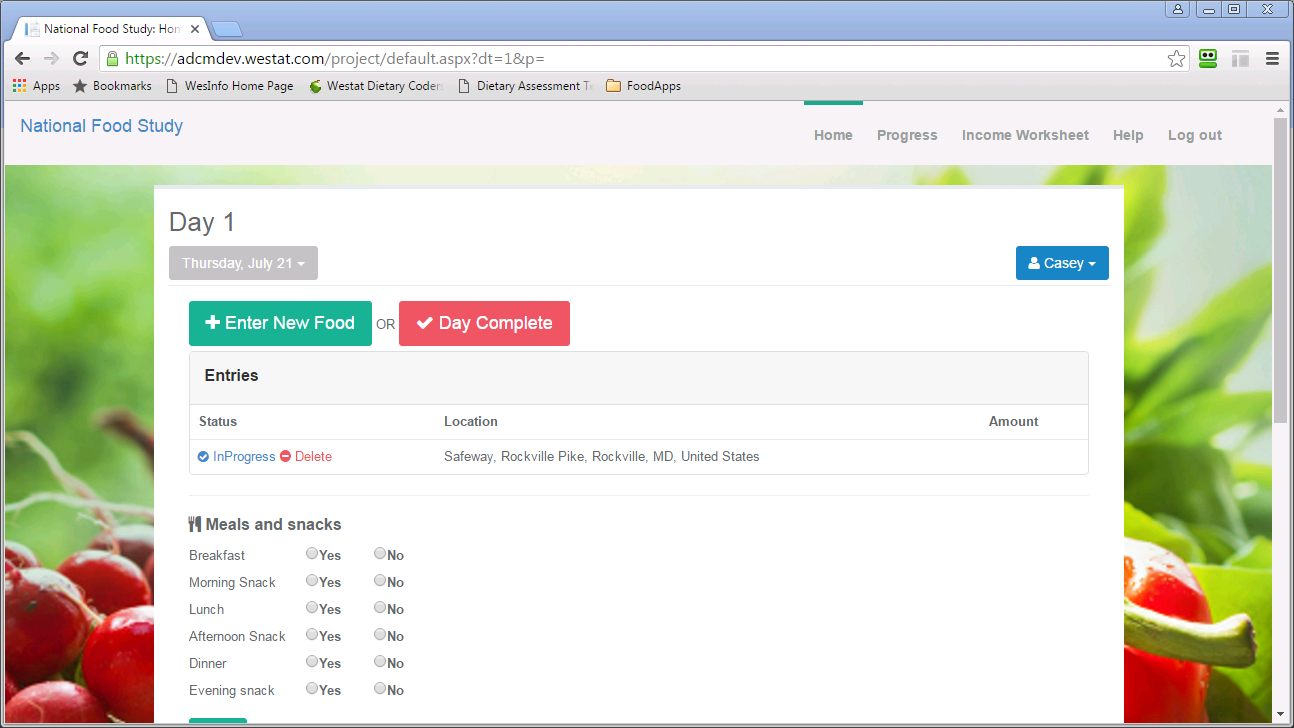 National Food Study: Hom
https://adcmdev.westat.com/project/default.aspx?dt=1&p=
Apps Bookmarks WesInfo Home Page Westat Dietary Coder Dietary Assessment Te FoodApps
National Food Study
Home Progress Income Worksheet Help Log out
Day 1
Thursday, July 21
Casey
Enter New Food OR Day Complete
Entries
Status Location Amount
InProgress Delete Safeway, Rockville Pike, Rockville, MD, United States
Meals and snacks
Breakfast Yes No
Morning Snack Yes No
Lunch Yes No
Afternoon Snack Yes No
Dinner Yes No
Evening snack Yes No